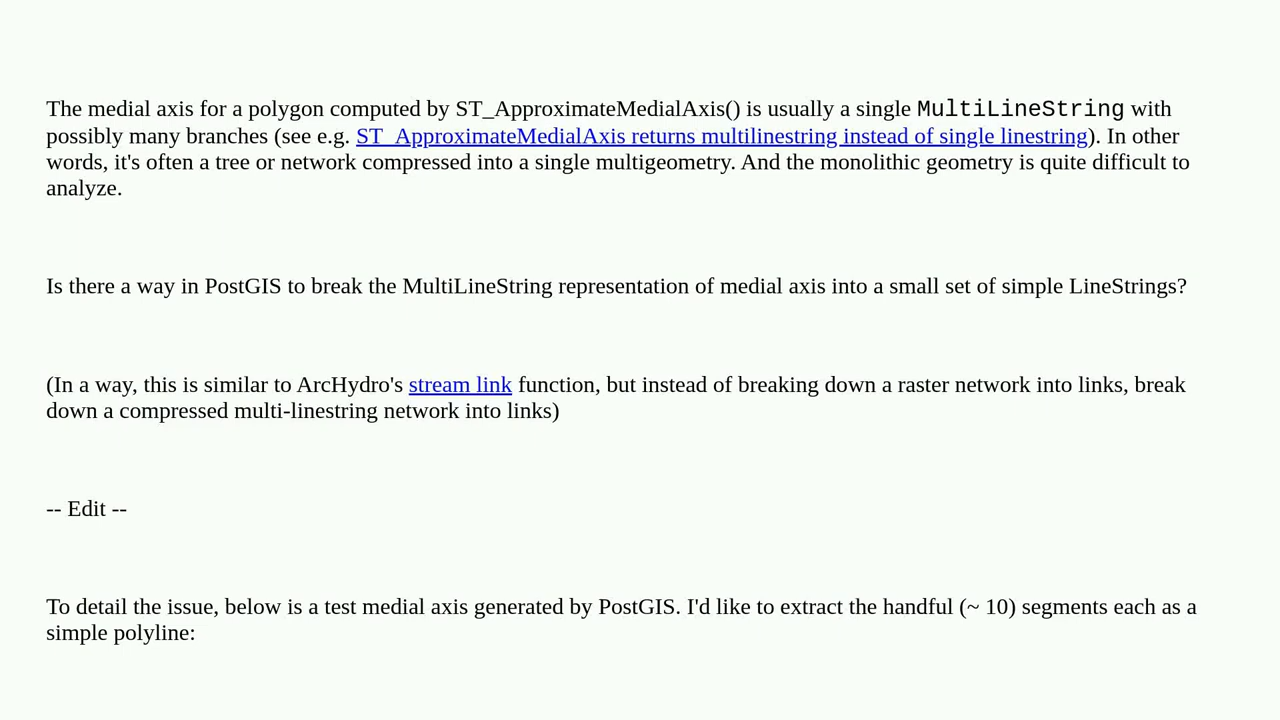 The medial axis for a polygon computed by ST_ApproximateMedialAxis() is usually a single MultiLineString with
possibly many branches (see e.g. ST_ApproximateMedialAxis returns multilinestring instead of single linestring). In other
words, it's often a tree or network compressed into a single multigeometry. And the monolithic geometry is quite difficult to
analyze.
Is there a way in PostGIS to break the MultiLineString representation of medial axis into a small set of simple LineStrings?
(In a way, this is similar to ArcHydro's stream link function, but instead of breaking down a raster network into links, break
down a compressed multi-linestring network into links)
-- Edit --
To detail the issue, below is a test medial axis generated by PostGIS. I'd like to extract the handful (~ 10) segments each as a
simple polyline: